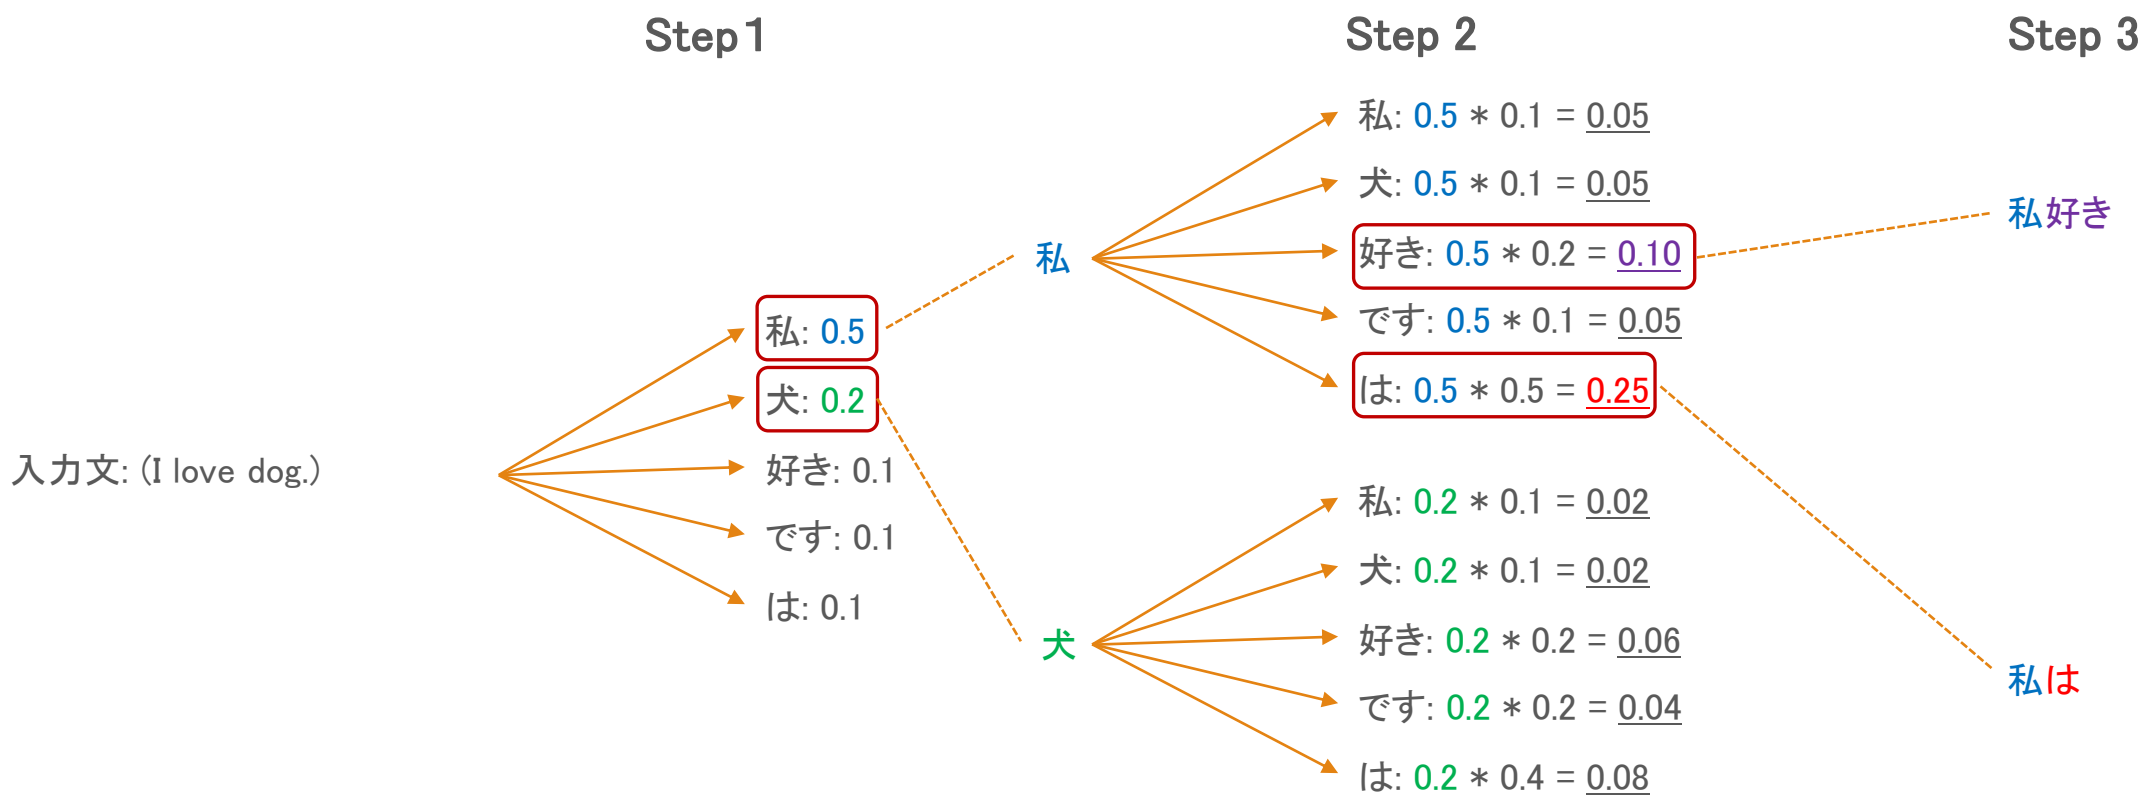 Step 1
Step 2
Step 3
入力文: (I love dog.)
私: 0.5
犬: 0.2
好き: 0.1
です: 0.1
は: 0.1
私
私: 0.5 * 0.1 = 0.05
犬: 0.5 * 0.1 = 0.05
好き: 0.5 * 0.2 = 0.10
です: 0.5 * 0.1 = 0.05
は: 0.5 * 0.5 = 0.25
犬
私: 0.2 * 0.1 = 0.02
犬: 0.2 * 0.1 = 0.02
好き: 0.2 * 0.2 = 0.06
です: 0.2 * 0.2 = 0.04
は: 0.2 * 0.4 = 0.08
私好き
私は